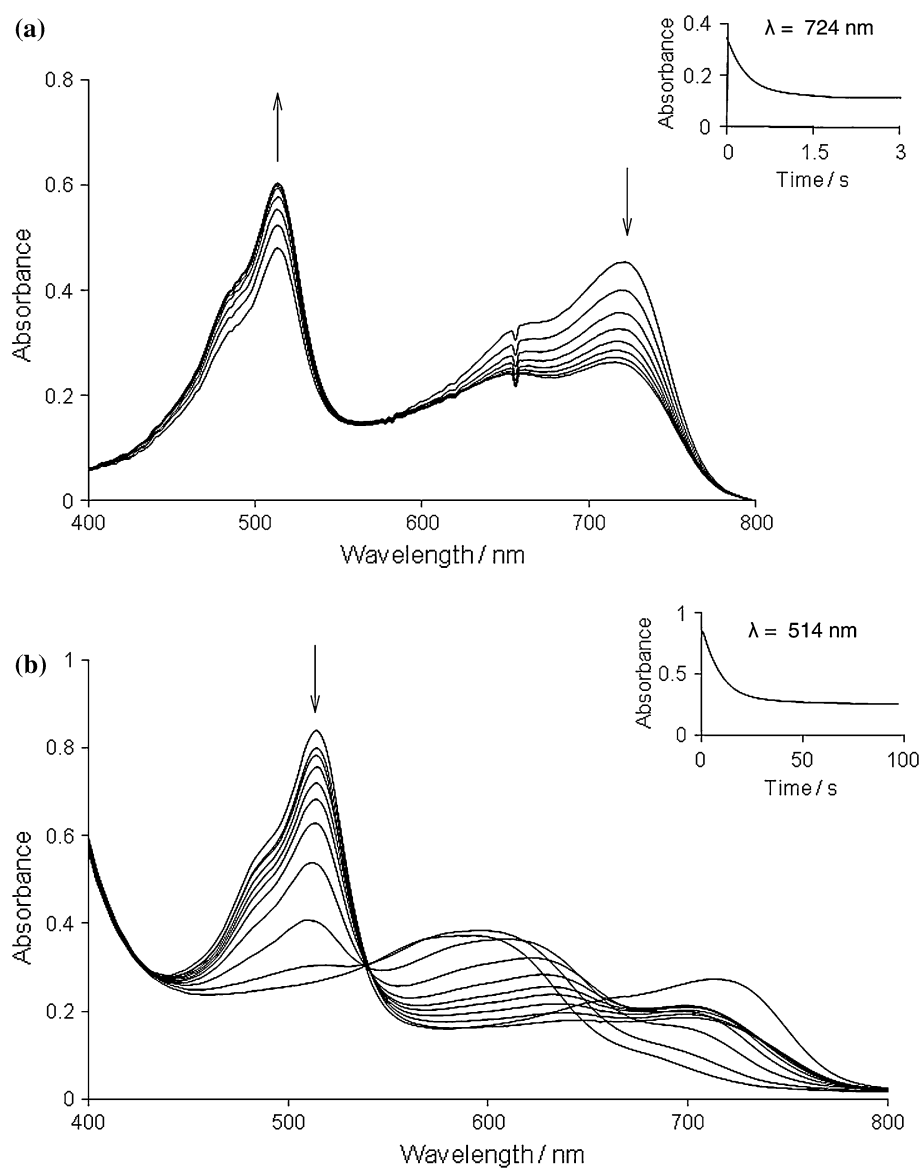 (a)
λ = 724 nm
Absorbance
0.4
0.2
0
0
1.5
3
Time / s
Absorbance
0.8
0.6
0.4
0.2
0
400
500
600
700
800
Wavelength / nm
(b)
λ = 514 nm
Absorbance
1
0.5
0
0
50
100
Time / s
Absorbance
1
0.8
0.6
0.4
0.2
0
400
500
600
700
800
Wavelength / nm